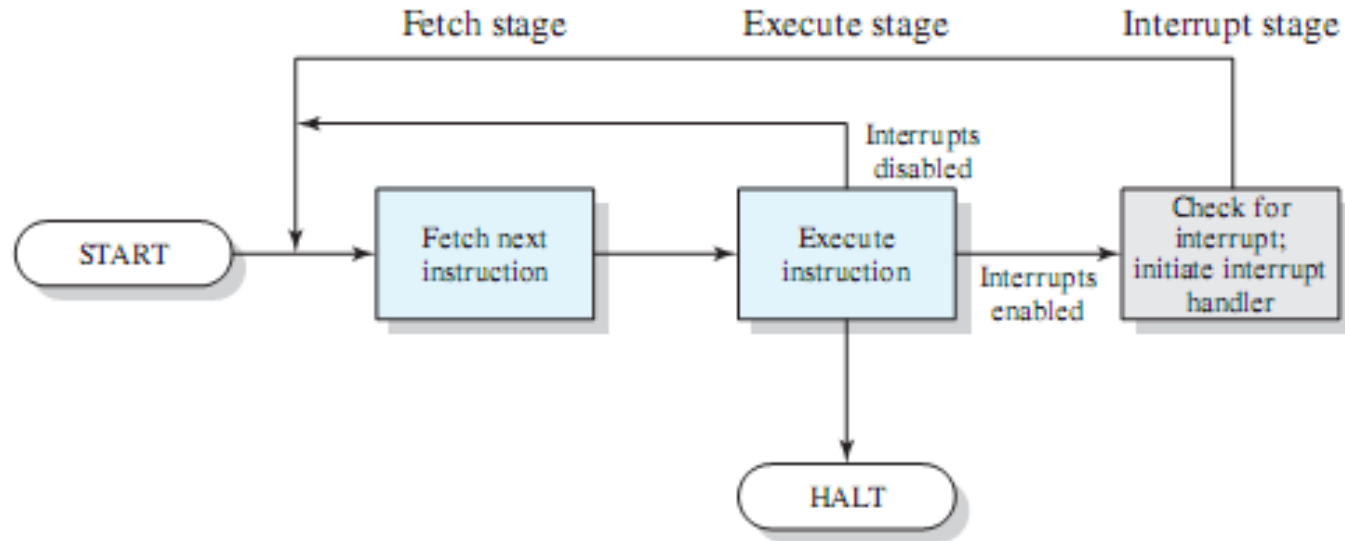 Fetch stage
Execute stage
Interrupt stage
Interrupts
disabled
START
Fetch next
instruction
Execute
instruction
Interrupts
enabled
Check for
interrupt;
initiate interrupt
handler
HALT